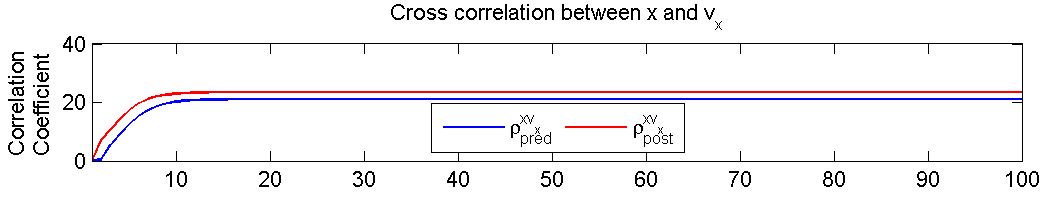 Cross correlation between x and vₓ
Correlation
Coefficient
40
20
0
ρ^{xv_x}_{pred} ρ^{xv_x}_{post}
10 20 30 40 50 60 70 80 90 100